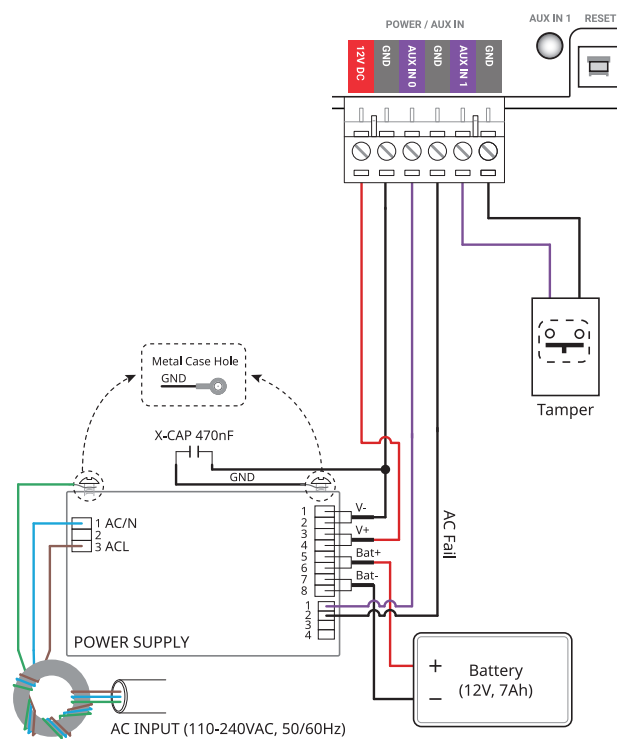 POWER / AUX IN
AUX IN 1 RESET
12V DC
GND
AUX IN 0
GND
AUX IN 1
GND
Tamper
Metal Case Hole
GND
X-CAP 470nF
GND
1 AC/N
2
3 ACL
1
2
3
4
5
6
7
8
V-
V+
Bat+
Bat-
1
2
3
4
AC Fail
POWER SUPPLY
+
−
Battery
(12V, 7Ah)
AC INPUT (110-240VAC, 50/60Hz)